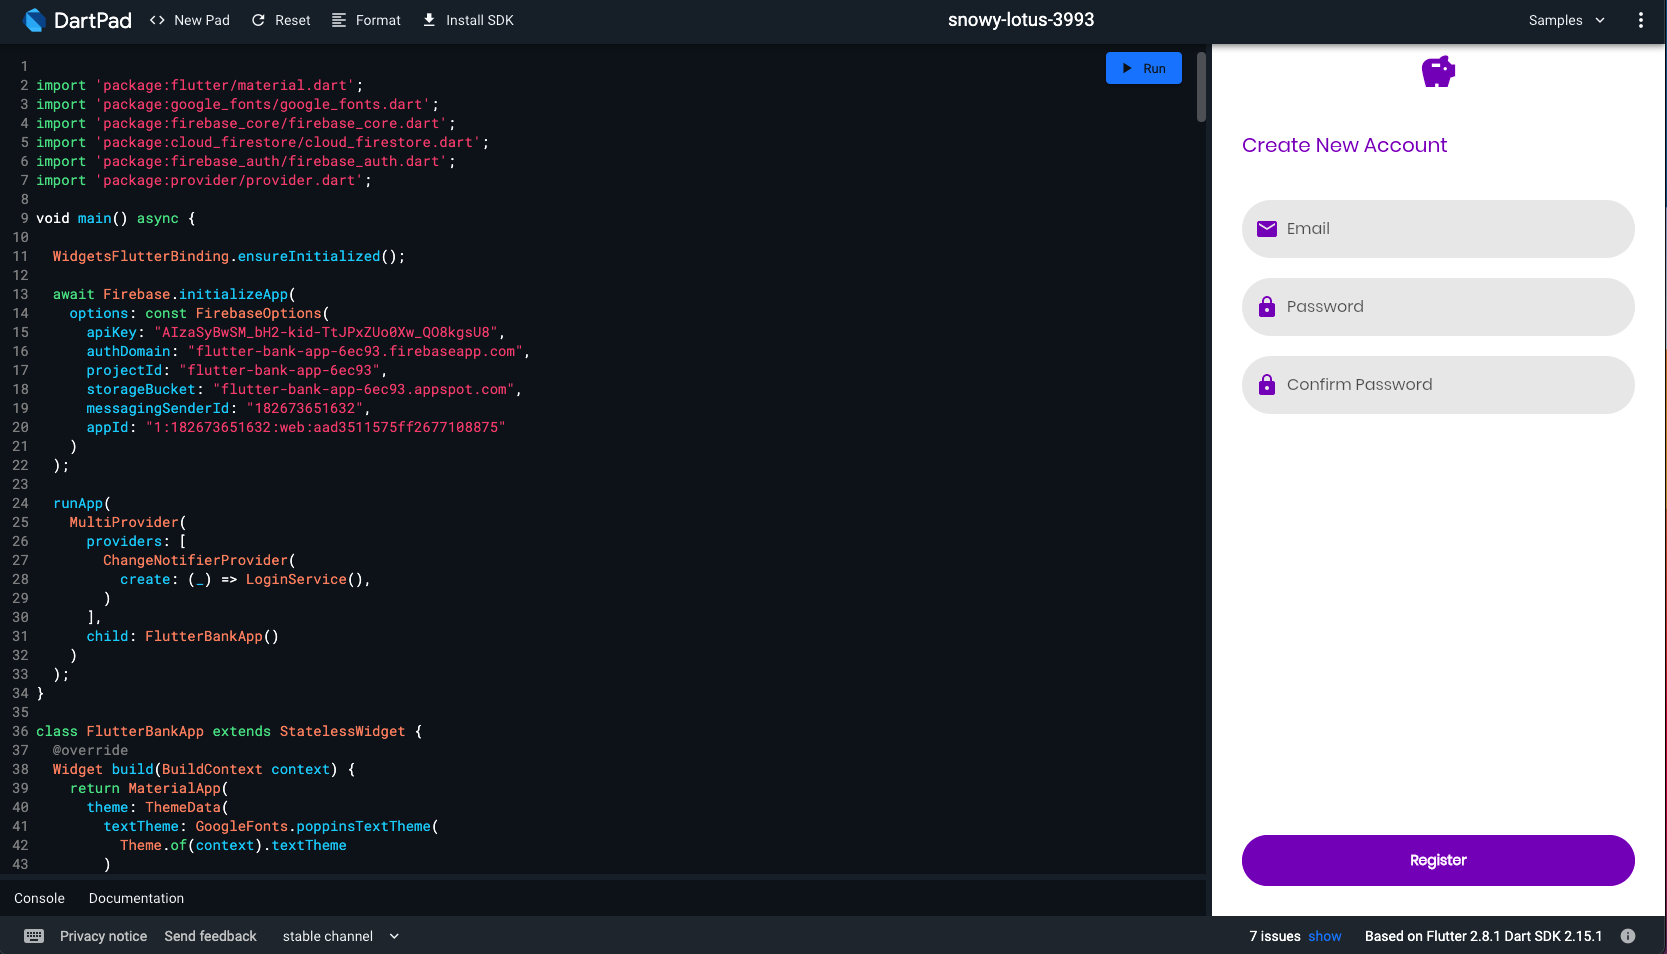 DartPad
New Pad
Reset
Format
Install SDK
snowy-lotus-3993
Samples
Run
1
2 import 'package:flutter/material.dart';
3 import 'package:google_fonts/google_fonts.dart';
4 import 'package:firebase_core/firebase_core.dart';
5 import 'package:cloud_firestore/cloud_firestore.dart';
6 import 'package:firebase_auth/firebase_auth.dart';
7 import 'package:provider/provider.dart';
8
9 void main() async {
10
11   WidgetsFlutterBinding.ensureInitialized();
12
13   await Firebase.initializeApp(
14     options: const FirebaseOptions(
15       apiKey: "AIzaSyBwSM_bH2-kid-TtJPxZUo0Xw_QO8kgsU8",
16       authDomain: "flutter-bank-app-6ec93.firebaseapp.com",
17       projectId: "flutter-bank-app-6ec93",
18       storageBucket: "flutter-bank-app-6ec93.appspot.com",
19       messagingSenderId: "182673651632",
20       appId: "1:182673651632:web:aad3511575ff2677108875"
21     )
22   );
23
24   runApp(
25     MultiProvider(
26       providers: [
27         ChangeNotifierProvider(
28           create: (_) => LoginService(),
29         )
30       ],
31       child: FlutterBankApp()
32     )
33   );
34 }
35
36 class FlutterBankApp extends StatelessWidget {
37   @override
38   Widget build(BuildContext context) {
39     return MaterialApp(
40       theme: ThemeData(
41         textTheme: GoogleFonts.poppinsTextTheme(
42           Theme.of(context).textTheme
43         )
Create New Account
Email
Password
Confirm Password
Register
Console
Documentation
Privacy notice
Send feedback
stable channel
7 issues show
Based on Flutter 2.8.1 Dart SDK 2.15.1